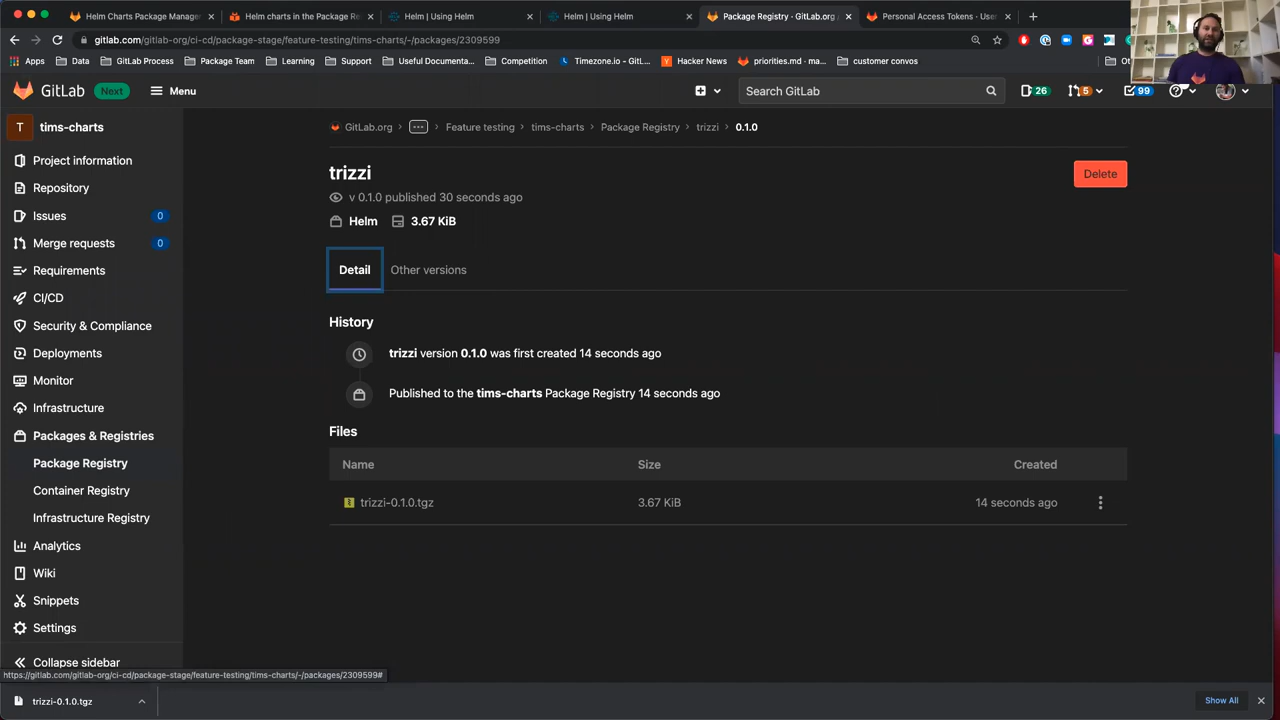 Helm Charts Package Manage
Helm charts in the Package Re
Helm | Using Helm
Helm | Using Helm
Package Registry · GitLab.org
Personal Access Tokens · User
gitlab.com/gitlab-org/ci-cd/package-stage/feature-testing/tims-charts/-/packages/2309599
Apps
Data
GitLab Process
Package Team
Learning
Support
Useful Documenta...
Competition
Timezone.io - GitL...
Hacker News
priorities.md · ma...
customer convos
GitLab
Next
Menu
Search GitLab
26
5
99
T
tims-charts
GitLab.org
Feature testing
tims-charts
Package Registry
trizzi
0.1.0
Project information
Repository
Issues 0
Merge requests 0
Requirements
CI/CD
Security & Compliance
Deployments
Monitor
Infrastructure
Packages & Registries
Package Registry
Container Registry
Infrastructure Registry
Analytics
Wiki
Snippets
Settings
Collapse sidebar
trizzi
Delete
v 0.1.0 published 30 seconds ago
Helm 3.67 KiB
Detail
Other versions
History
trizzi version 0.1.0 was first created 14 seconds ago
Published to the tims-charts Package Registry 14 seconds ago
Files
Name Size Created
trizzi-0.1.0.tgz 3.67 KiB 14 seconds ago
https://gitlab.com/gitlab-org/ci-cd/package-stage/feature-testing/tims-charts/-/packages/2309599#
trizzi-0.1.0.tgz
Show All